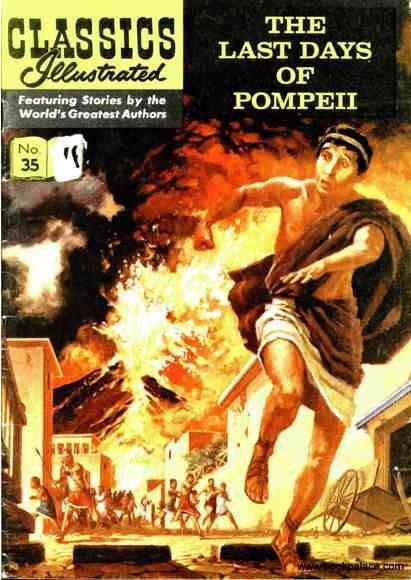 CLASSICS
Illustrated
Featuring Stories by the
World's Greatest Authors
No.
35
THE
LAST DAYS
OF
POMPEII